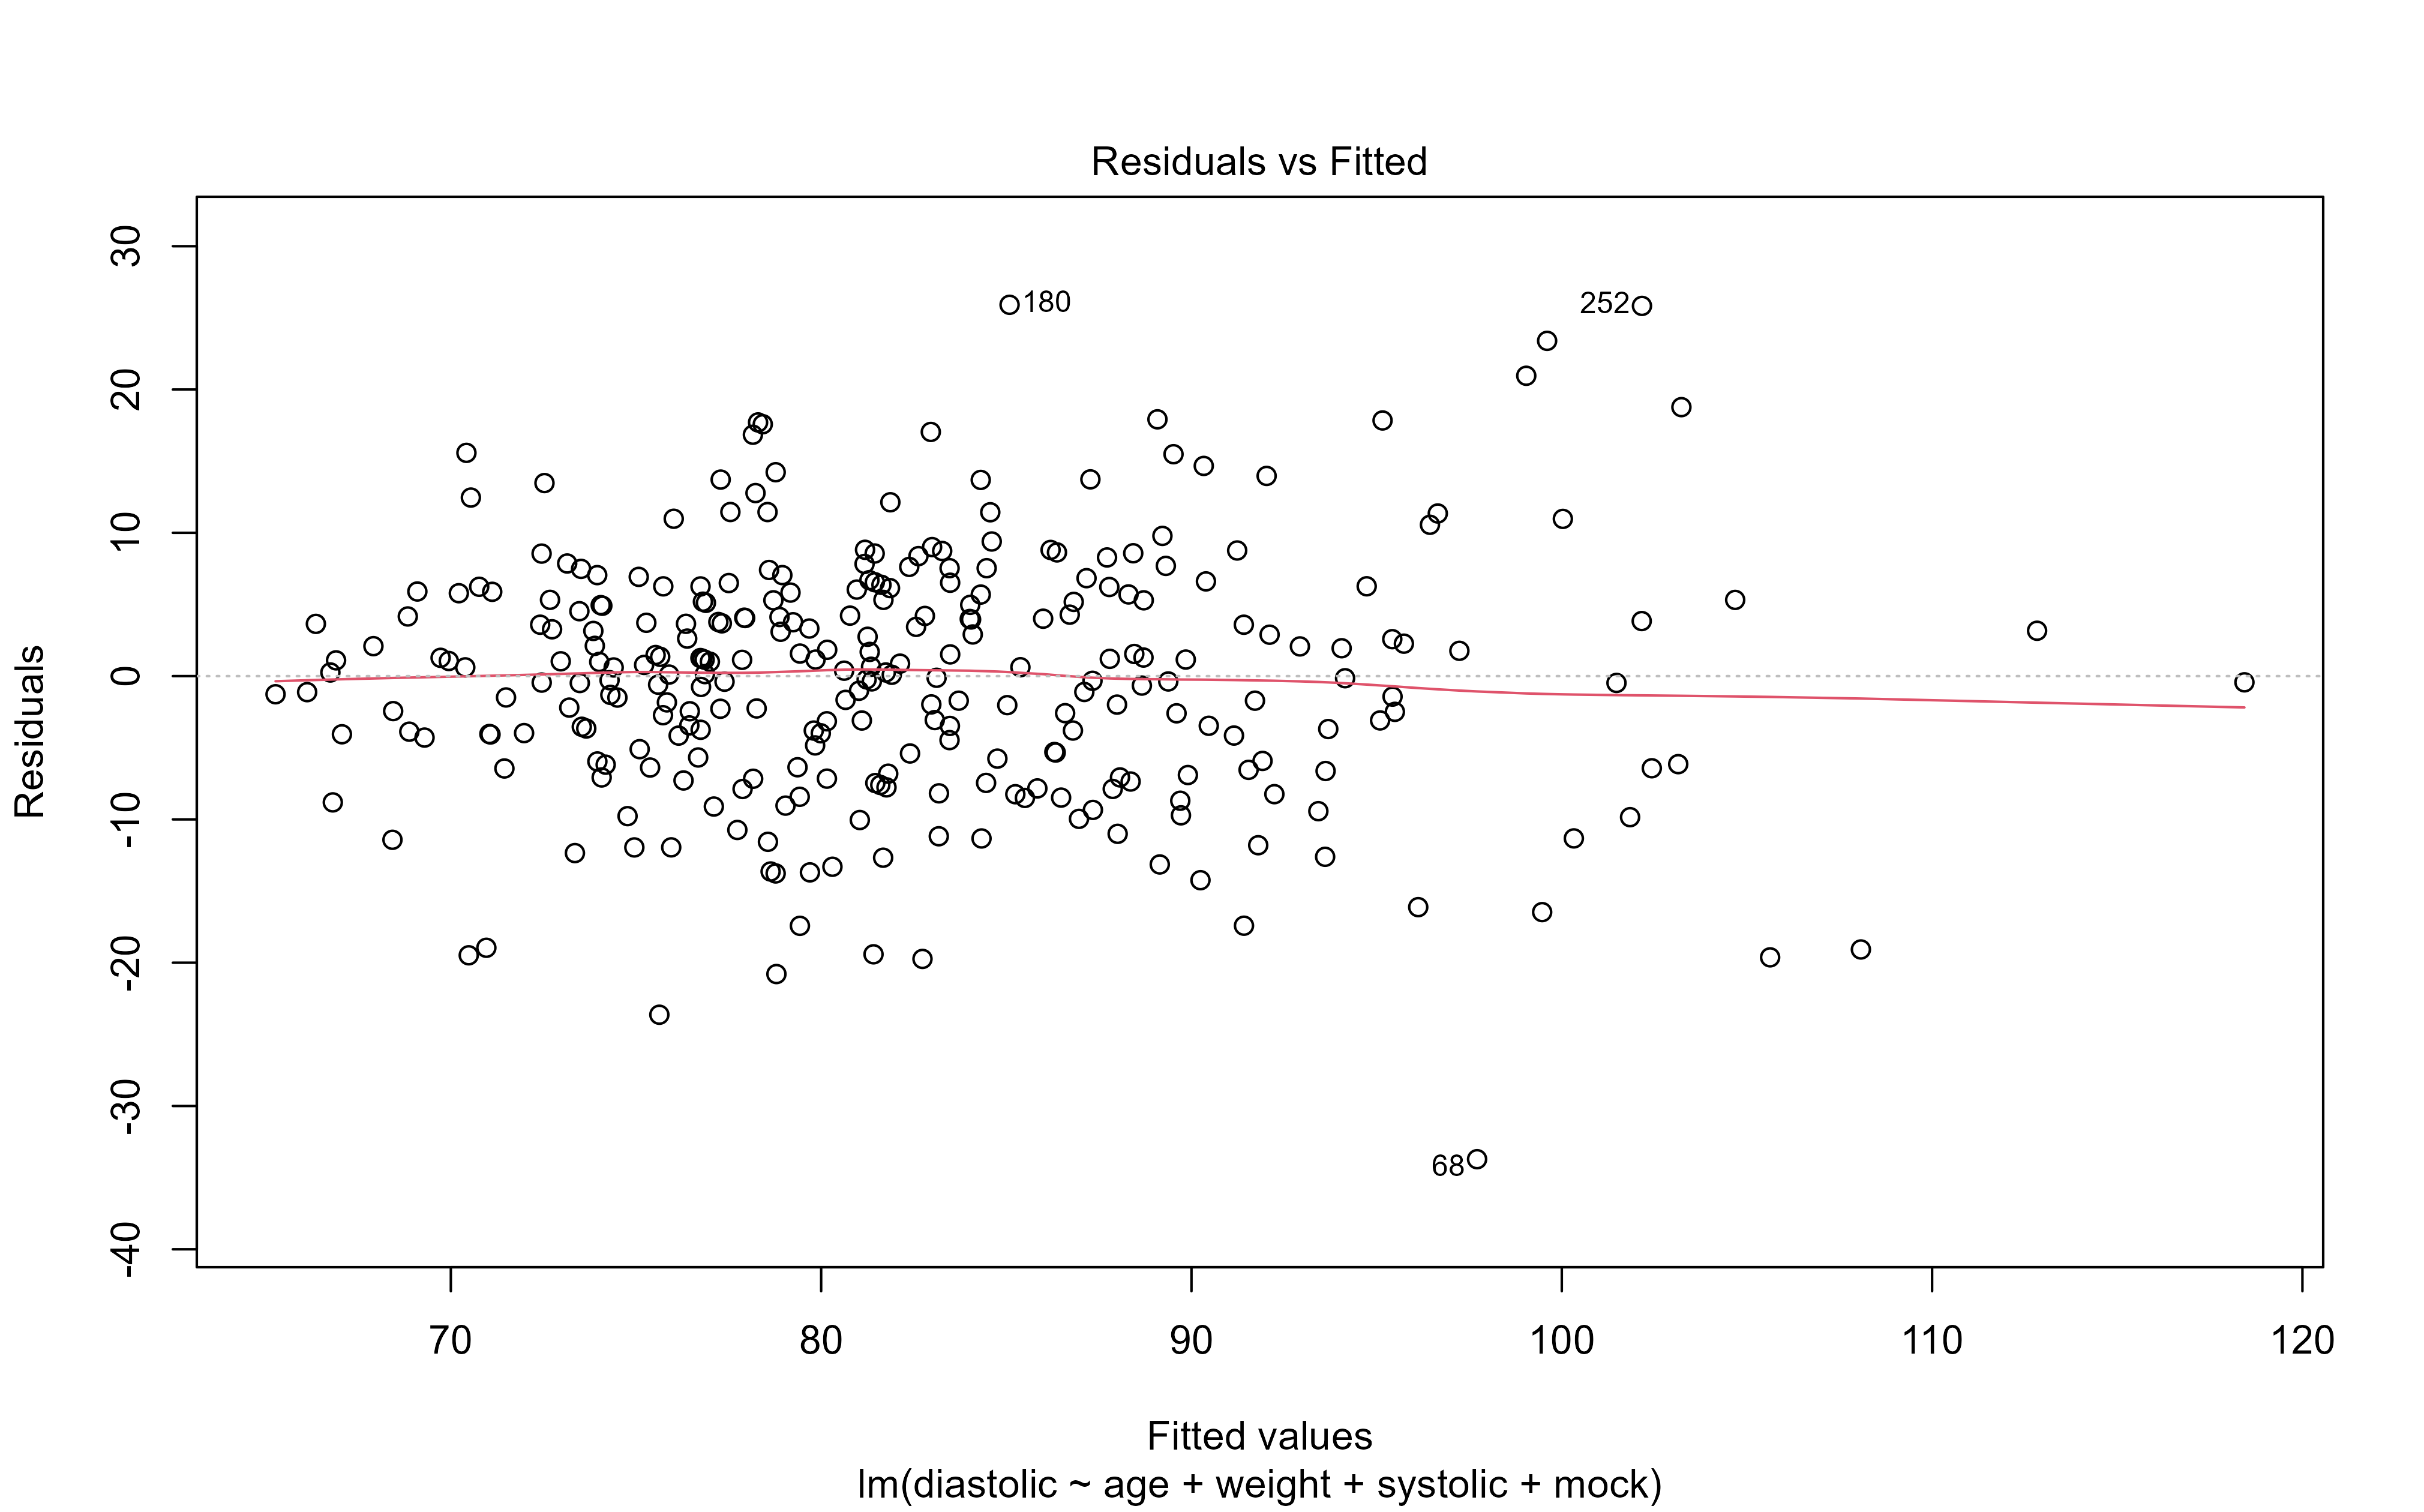 Residuals vs Fitted
30
20
10
0
-10
-20
-30
-40
Residuals
180
252
68
70 80 90 100 110 120
Fitted values
lm(diastolic ~ age + weight + systolic + mock)